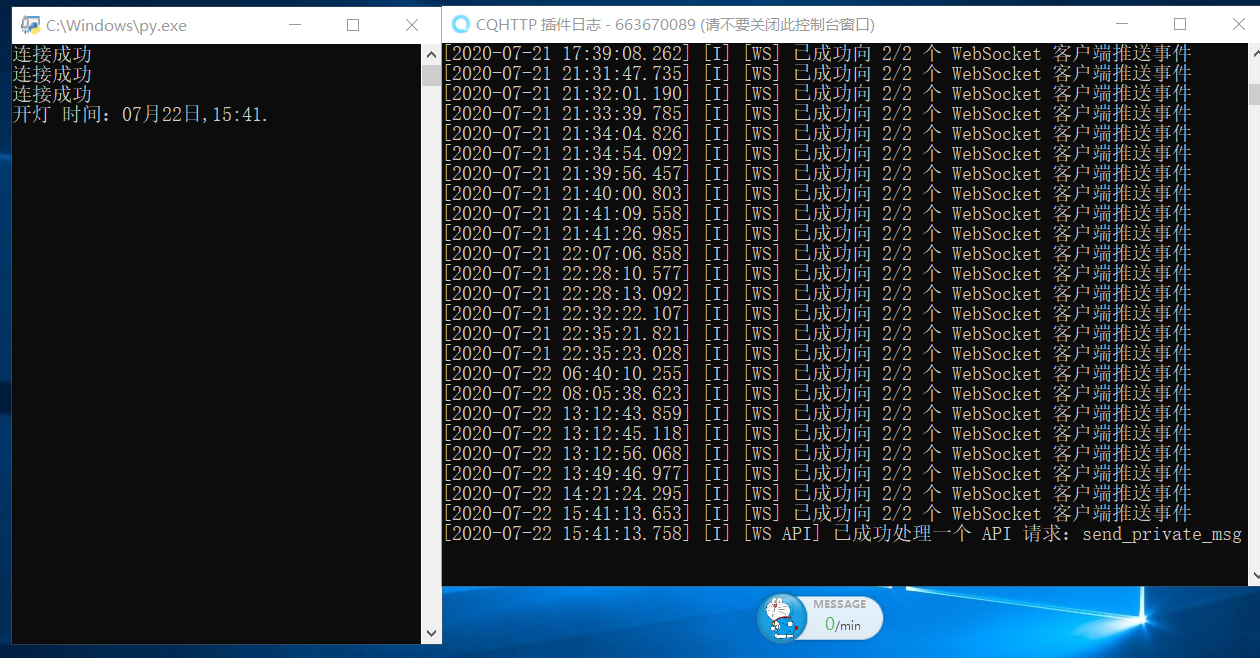 C:\Windows\py.exe
连接成功
连接成功
连接成功
开灯 时间: 07月22日,15:41.
CQHTTP 插件日志 - 663670089 (请不要关闭此控制台窗口)
[2020-07-21 17:39:08.262] [I] [WS] 已成功向 2/2 个 WebSocket 客户端推送事件
[2020-07-21 21:31:47.735] [I] [WS] 已成功向 2/2 个 WebSocket 客户端推送事件
[2020-07-21 21:32:01.190] [I] [WS] 已成功向 2/2 个 WebSocket 客户端推送事件
[2020-07-21 21:33:39.785] [I] [WS] 已成功向 2/2 个 WebSocket 客户端推送事件
[2020-07-21 21:34:04.826] [I] [WS] 已成功向 2/2 个 WebSocket 客户端推送事件
[2020-07-21 21:34:54.092] [I] [WS] 已成功向 2/2 个 WebSocket 客户端推送事件
[2020-07-21 21:39:56.457] [I] [WS] 已成功向 2/2 个 WebSocket 客户端推送事件
[2020-07-21 21:40:00.803] [I] [WS] 已成功向 2/2 个 WebSocket 客户端推送事件
[2020-07-21 21:41:09.558] [I] [WS] 已成功向 2/2 个 WebSocket 客户端推送事件
[2020-07-21 21:41:26.985] [I] [WS] 已成功向 2/2 个 WebSocket 客户端推送事件
[2020-07-21 22:07:06.858] [I] [WS] 已成功向 2/2 个 WebSocket 客户端推送事件
[2020-07-21 22:28:10.577] [I] [WS] 已成功向 2/2 个 WebSocket 客户端推送事件
[2020-07-21 22:28:13.092] [I] [WS] 已成功向 2/2 个 WebSocket 客户端推送事件
[2020-07-21 22:32:22.107] [I] [WS] 已成功向 2/2 个 WebSocket 客户端推送事件
[2020-07-21 22:35:21.821] [I] [WS] 已成功向 2/2 个 WebSocket 客户端推送事件
[2020-07-21 22:35:23.028] [I] [WS] 已成功向 2/2 个 WebSocket 客户端推送事件
[2020-07-22 06:40:10.255] [I] [WS] 已成功向 2/2 个 WebSocket 客户端推送事件
[2020-07-22 08:05:38.623] [I] [WS] 已成功向 2/2 个 WebSocket 客户端推送事件
[2020-07-22 13:12:43.859] [I] [WS] 已成功向 2/2 个 WebSocket 客户端推送事件
[2020-07-22 13:12:45.118] [I] [WS] 已成功向 2/2 个 WebSocket 客户端推送事件
[2020-07-22 13:12:56.068] [I] [WS] 已成功向 2/2 个 WebSocket 客户端推送事件
[2020-07-22 13:49:46.977] [I] [WS] 已成功向 2/2 个 WebSocket 客户端推送事件
[2020-07-22 14:21:24.295] [I] [WS] 已成功向 2/2 个 WebSocket 客户端推送事件
[2020-07-22 15:41:13.653] [I] [WS] 已成功向 2/2 个 WebSocket 客户端推送事件
[2020-07-22 15:41:13.758] [I] [WS API] 已成功处理一个 API 请求: send_private_msg
MESSAGE
0/min